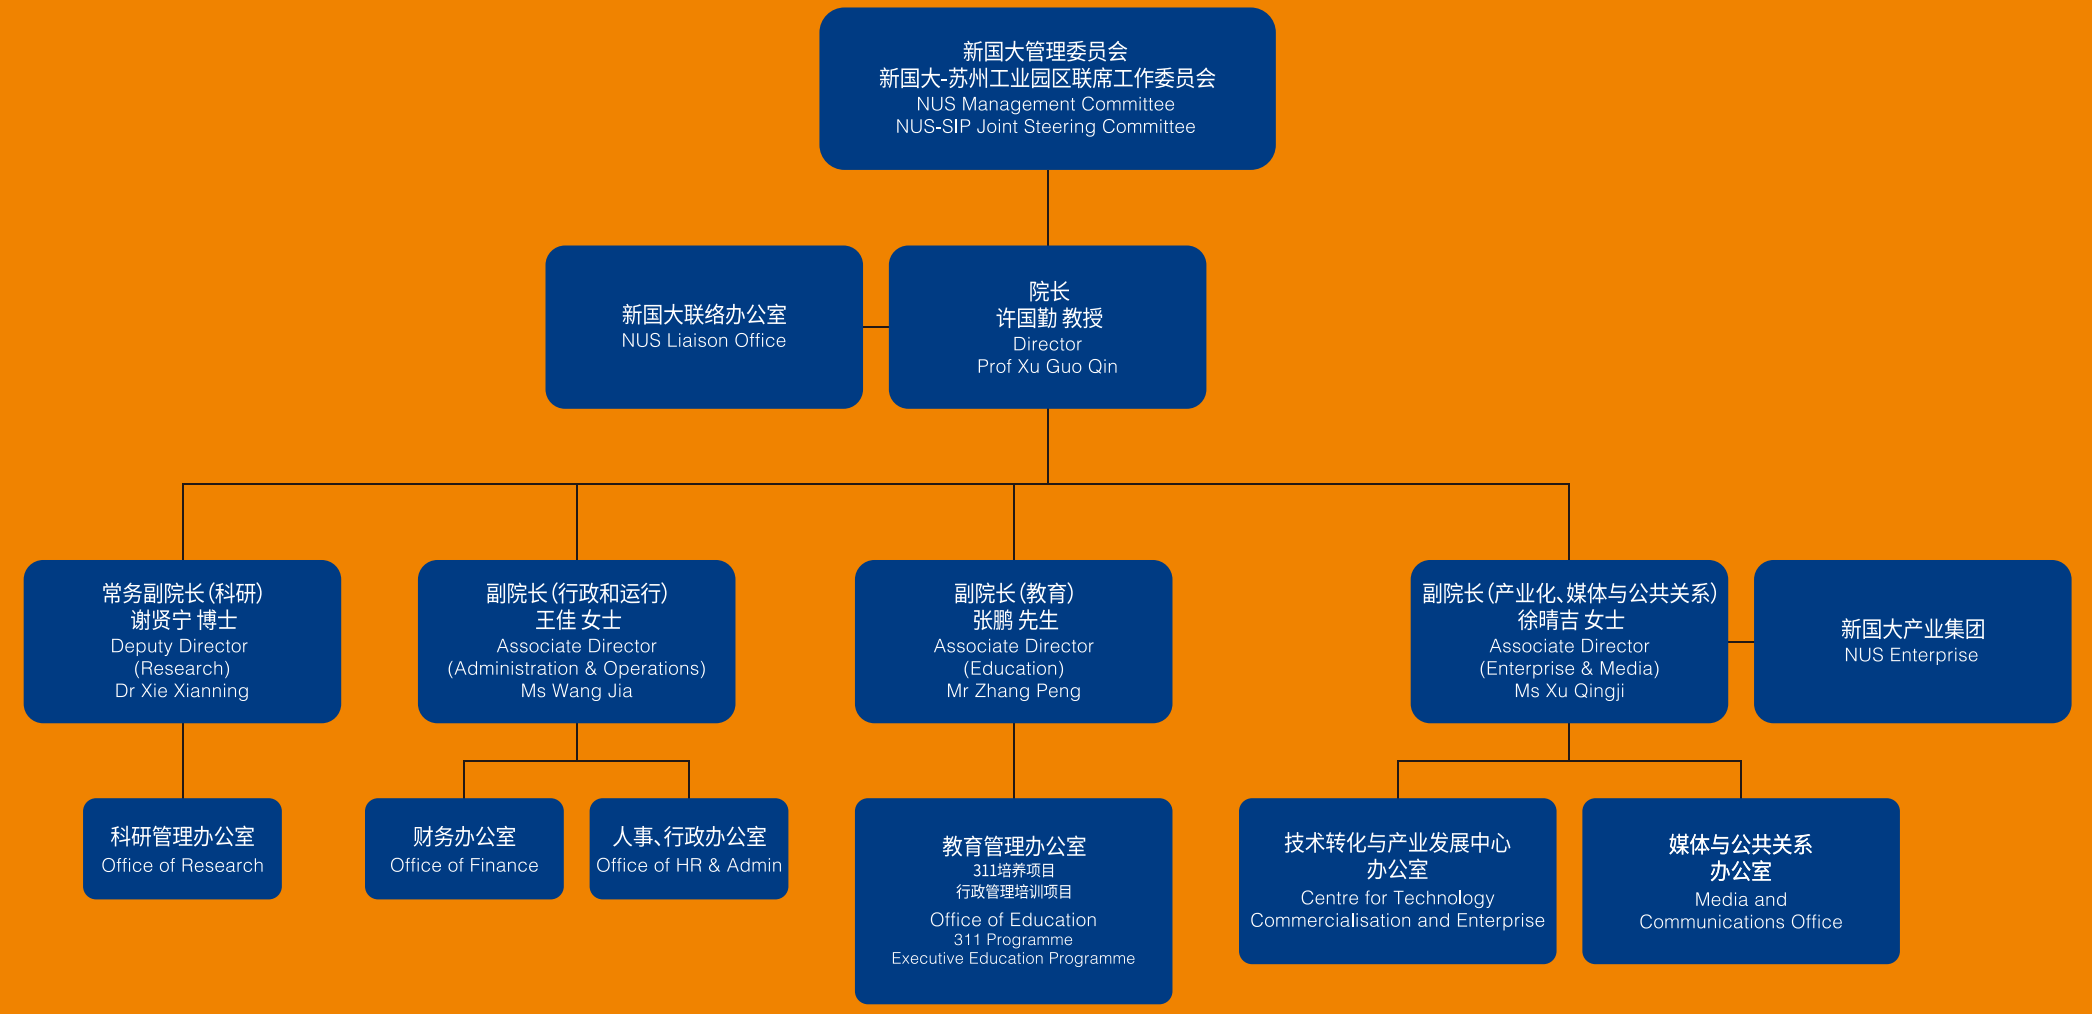 新国大管理委员会
新国大-苏州工业园区联席工作委员会
NUS Management Committee
NUS-SIP Joint Steering Committee
新国大联络办公室
NUS Liaison Office
院长
许国勤 教授
Director
Prof Xu Guo Qin
常务副院长（科研）
谢贤宁 博士
Deputy Director
(Research)
Dr Xie Xianning
副院长（行政和运行）
王佳 女士
Associate Director
(Administration & Operations)
Ms Wang Jia
副院长（教育）
张鹏 先生
Associate Director
(Education)
Mr Zhang Peng
副院长（产业化、媒体与公共关系）
徐晴吉 女士
Associate Director
(Enterprise & Media)
Ms Xu Qingji
新国大产业集团
NUS Enterprise
科研管理办公室
Office of Research
财务办公室
Office of Finance
人事、行政办公室
Office of HR & Admin
教育管理办公室
311培养项目
行政管理培训项目
Office of Education
311 Programme
Executive Education Programme
技术转化与产业发展中心
办公室
Centre for Technology
Commercialisation and Enterprise
媒体与公共关系
办公室
Media and
Communications Office